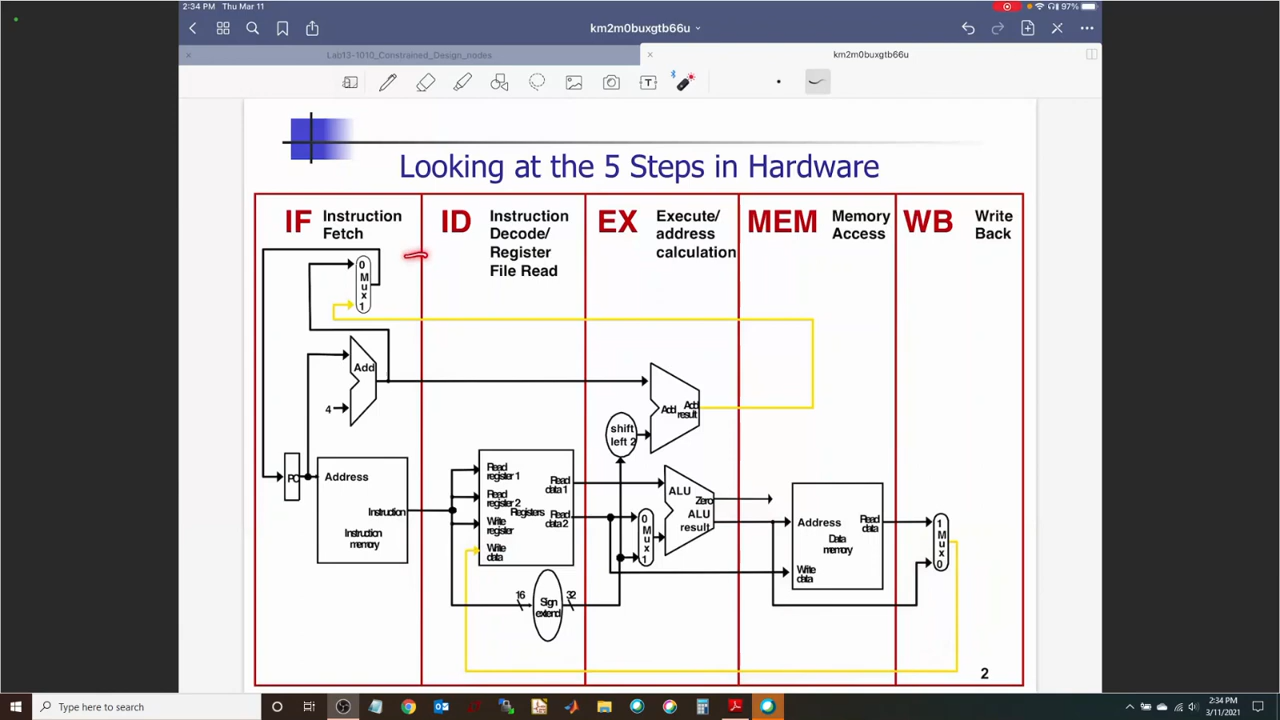 2:34 PM Thu Mar 11
97%
km2m0buxgtb66u
Lab13-1010_Constrained_Design_nodes
km2m0buxgtb66u
T
Looking at the 5 Steps in Hardware
IF Instruction
Fetch
ID Instruction
Decode/
Register
File Read
EX Execute/
address
calculation
MEM Memory
Access
WB Write
Back
0
M
u
x
1
Add
4
PC
Address
Instruction
Instruction
memory
Read
register 1
Read
register 2
Write
register
Write
data
Registers
Read
data 1
Read
data 2
16
Sign
extend
32
shift
left 2
Add
Add
result
0
M
u
x
1
ALU
Zero
ALU
result
Address
Data
memory
Read
data
Write
data
1
M
u
x
0
2
Type here to search
2:34 PM
3/11/2021